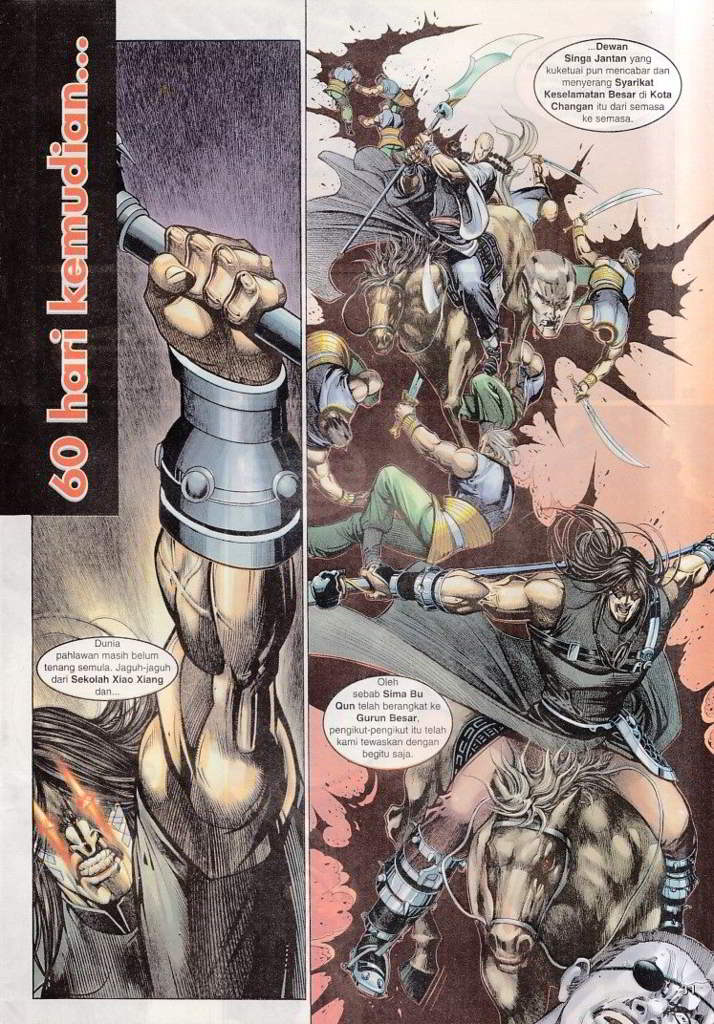 60 hari kemudian...
Dunia
pahlawan masih belum
tenang semula. Jaguh-jaguh
dari Sekolah Xiao Xiang
dan...
...Dewan
Singa Jantan yang
kuketuai pun mencabar dan
menyerang Syarikat
Keselamatan Besar di Kota
Changan itu dari semasa
ke semasa.
Oleh
sebab Sima Bu
Qun telah berangkat ke
Gurun Besar,
pengikut-pengikut itu telah
kami tewaskan dengan
begitu saja.